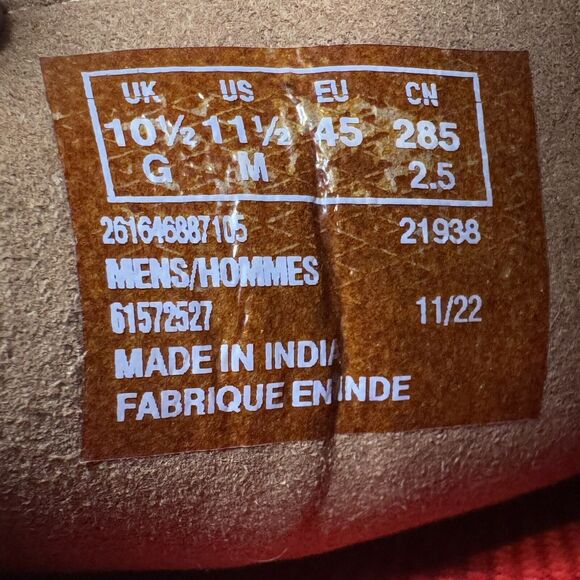 UK US EU CN
10½ 11½ 45 285
G M 2.5
261646887105 21938
MENS/HOMMES
61572527 11/22
MADE IN INDIA
FABRIQUE EN INDE